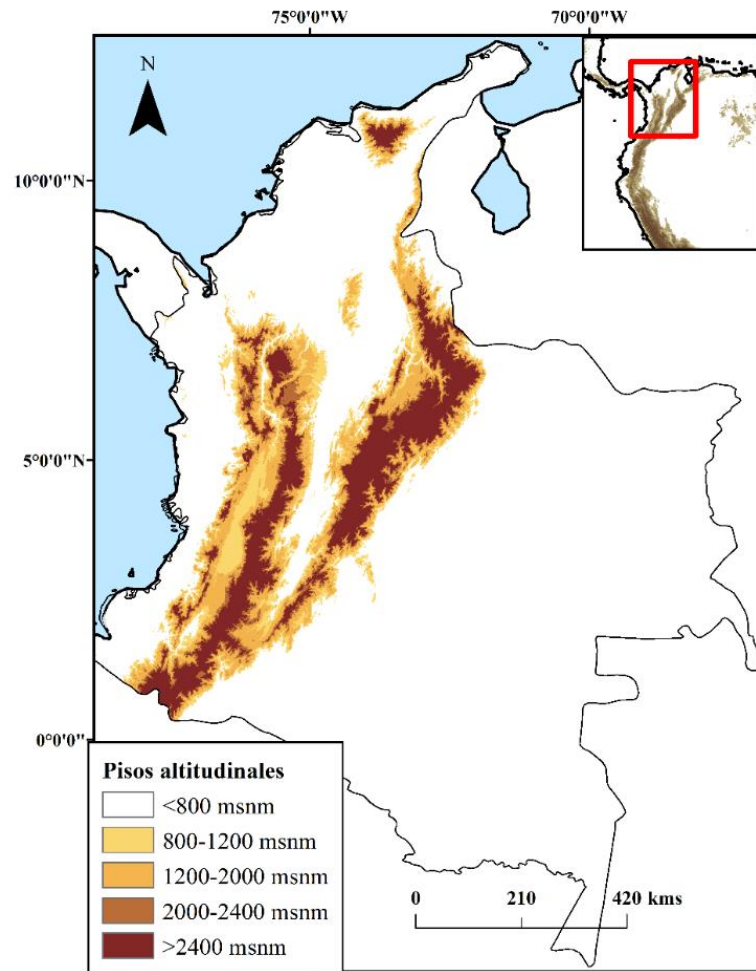 75°0'0"W 70°0'0"W
N
10°0'0"N
5°0'0"N
0°0'0"
Pisos altitudinales
<800 msnm
800-1200 msnm
1200-2000 msnm
2000-2400 msnm
>2400 msnm
0 210 420 kms